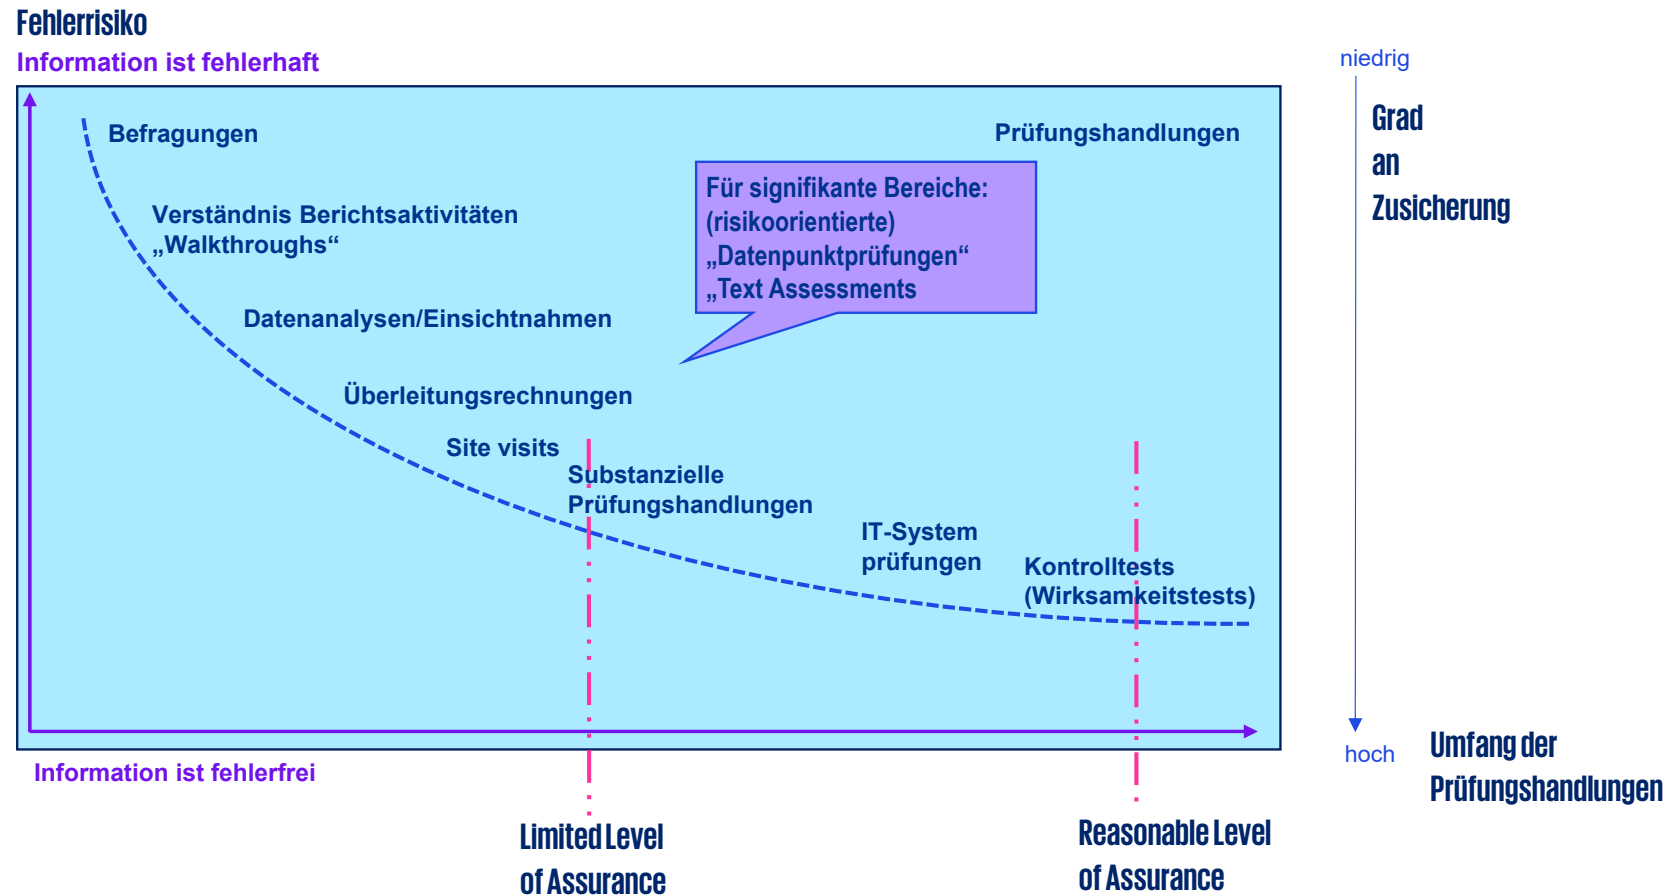 Fehlerrisiko
Information ist fehlerhaft
niedrig
Grad
an
Zusicherung
Befragungen
Prüfungshandlungen
Für signifikante Bereiche:
(risikoorientierte)
„Datenpunktprüfungen“
„Text Assessments
Verständnis Berichtsaktivitäten
„Walkthroughs“
Datenanalysen/Einsichtnahmen
Überleitungsrechnungen
Site visits
Substanzielle
Prüfungshandlungen
IT-System
prüfungen
Kontrolltests
(Wirksamkeitstests)
hoch
Umfang der
Prüfungshandlungen
Information ist fehlerfrei
Limited Level
of Assurance
Reasonable Level
of Assurance